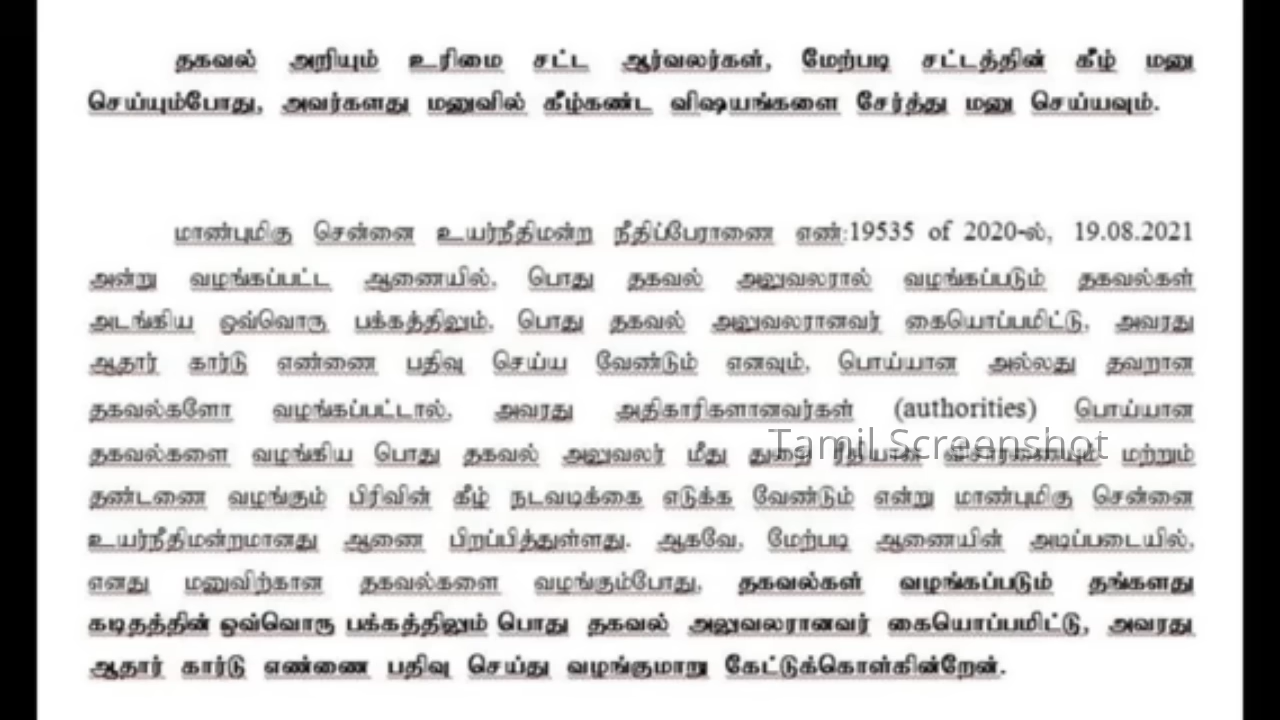 தகவல் அறியும் உரிமை சட்ட ஆர்வலர்கள், மேற்படி சட்டத்தின் கீழ் மனு
செய்யும்போது, அவர்களது மனுவில் கீழ்கண்ட விஷயங்களை சேர்த்து மனு செய்யவும்.
மாண்புமிகு சென்னை உயர்நீதிமன்ற நீதிப்பேராணை எண்:19535 of 2020-ல், 19.08.2021
அன்று வழங்கப்பட்ட ஆணையில், பொது தகவல் அலுவலரால் வழங்கப்படும் தகவல்கள்
அடங்கிய ஒவ்வொரு பக்கத்திலும், பொது தகவல் அலுவலரானவர் கையொப்பமிட்டு, அவரது
ஆதார் கார்டு எண்ணை பதிவு செய்ய வேண்டும் எனவும், பொய்யான அல்லது தவறான
தகவல்களோ வழங்கப்பட்டால், அவரது அதிகாரிகளானவர்கள் (authorities) பொய்யான
தகவல்களை வழங்கிய பொது தகவல் அலுவலர் மீது துறை ரீதியான விசாரணையும் மற்றும்
Tamil Screenshot
தண்டணை வழங்கும் பிரிவின் கீழ் நடவடிக்கை எடுக்க வேண்டும் என்று மாண்புமிகு சென்னை
உயர்நீதிமன்றமானது ஆணை பிறப்பித்துள்ளது. ஆகவே, மேற்படி ஆணையின் அடிப்படையில்,
எனது மனுவிற்கான தகவல்களை வழங்கும்போது, தகவல்கள் வழங்கப்படும் தங்களது
கடிதத்தின் ஒவ்வொரு பக்கத்திலும் பொது தகவல் அலுவலரானவர் கையொப்பமிட்டு, அவரது
ஆதார் கார்டு எண்ணை பதிவு செய்து வழங்குமாறு கேட்டுக்கொள்கின்றேன்.